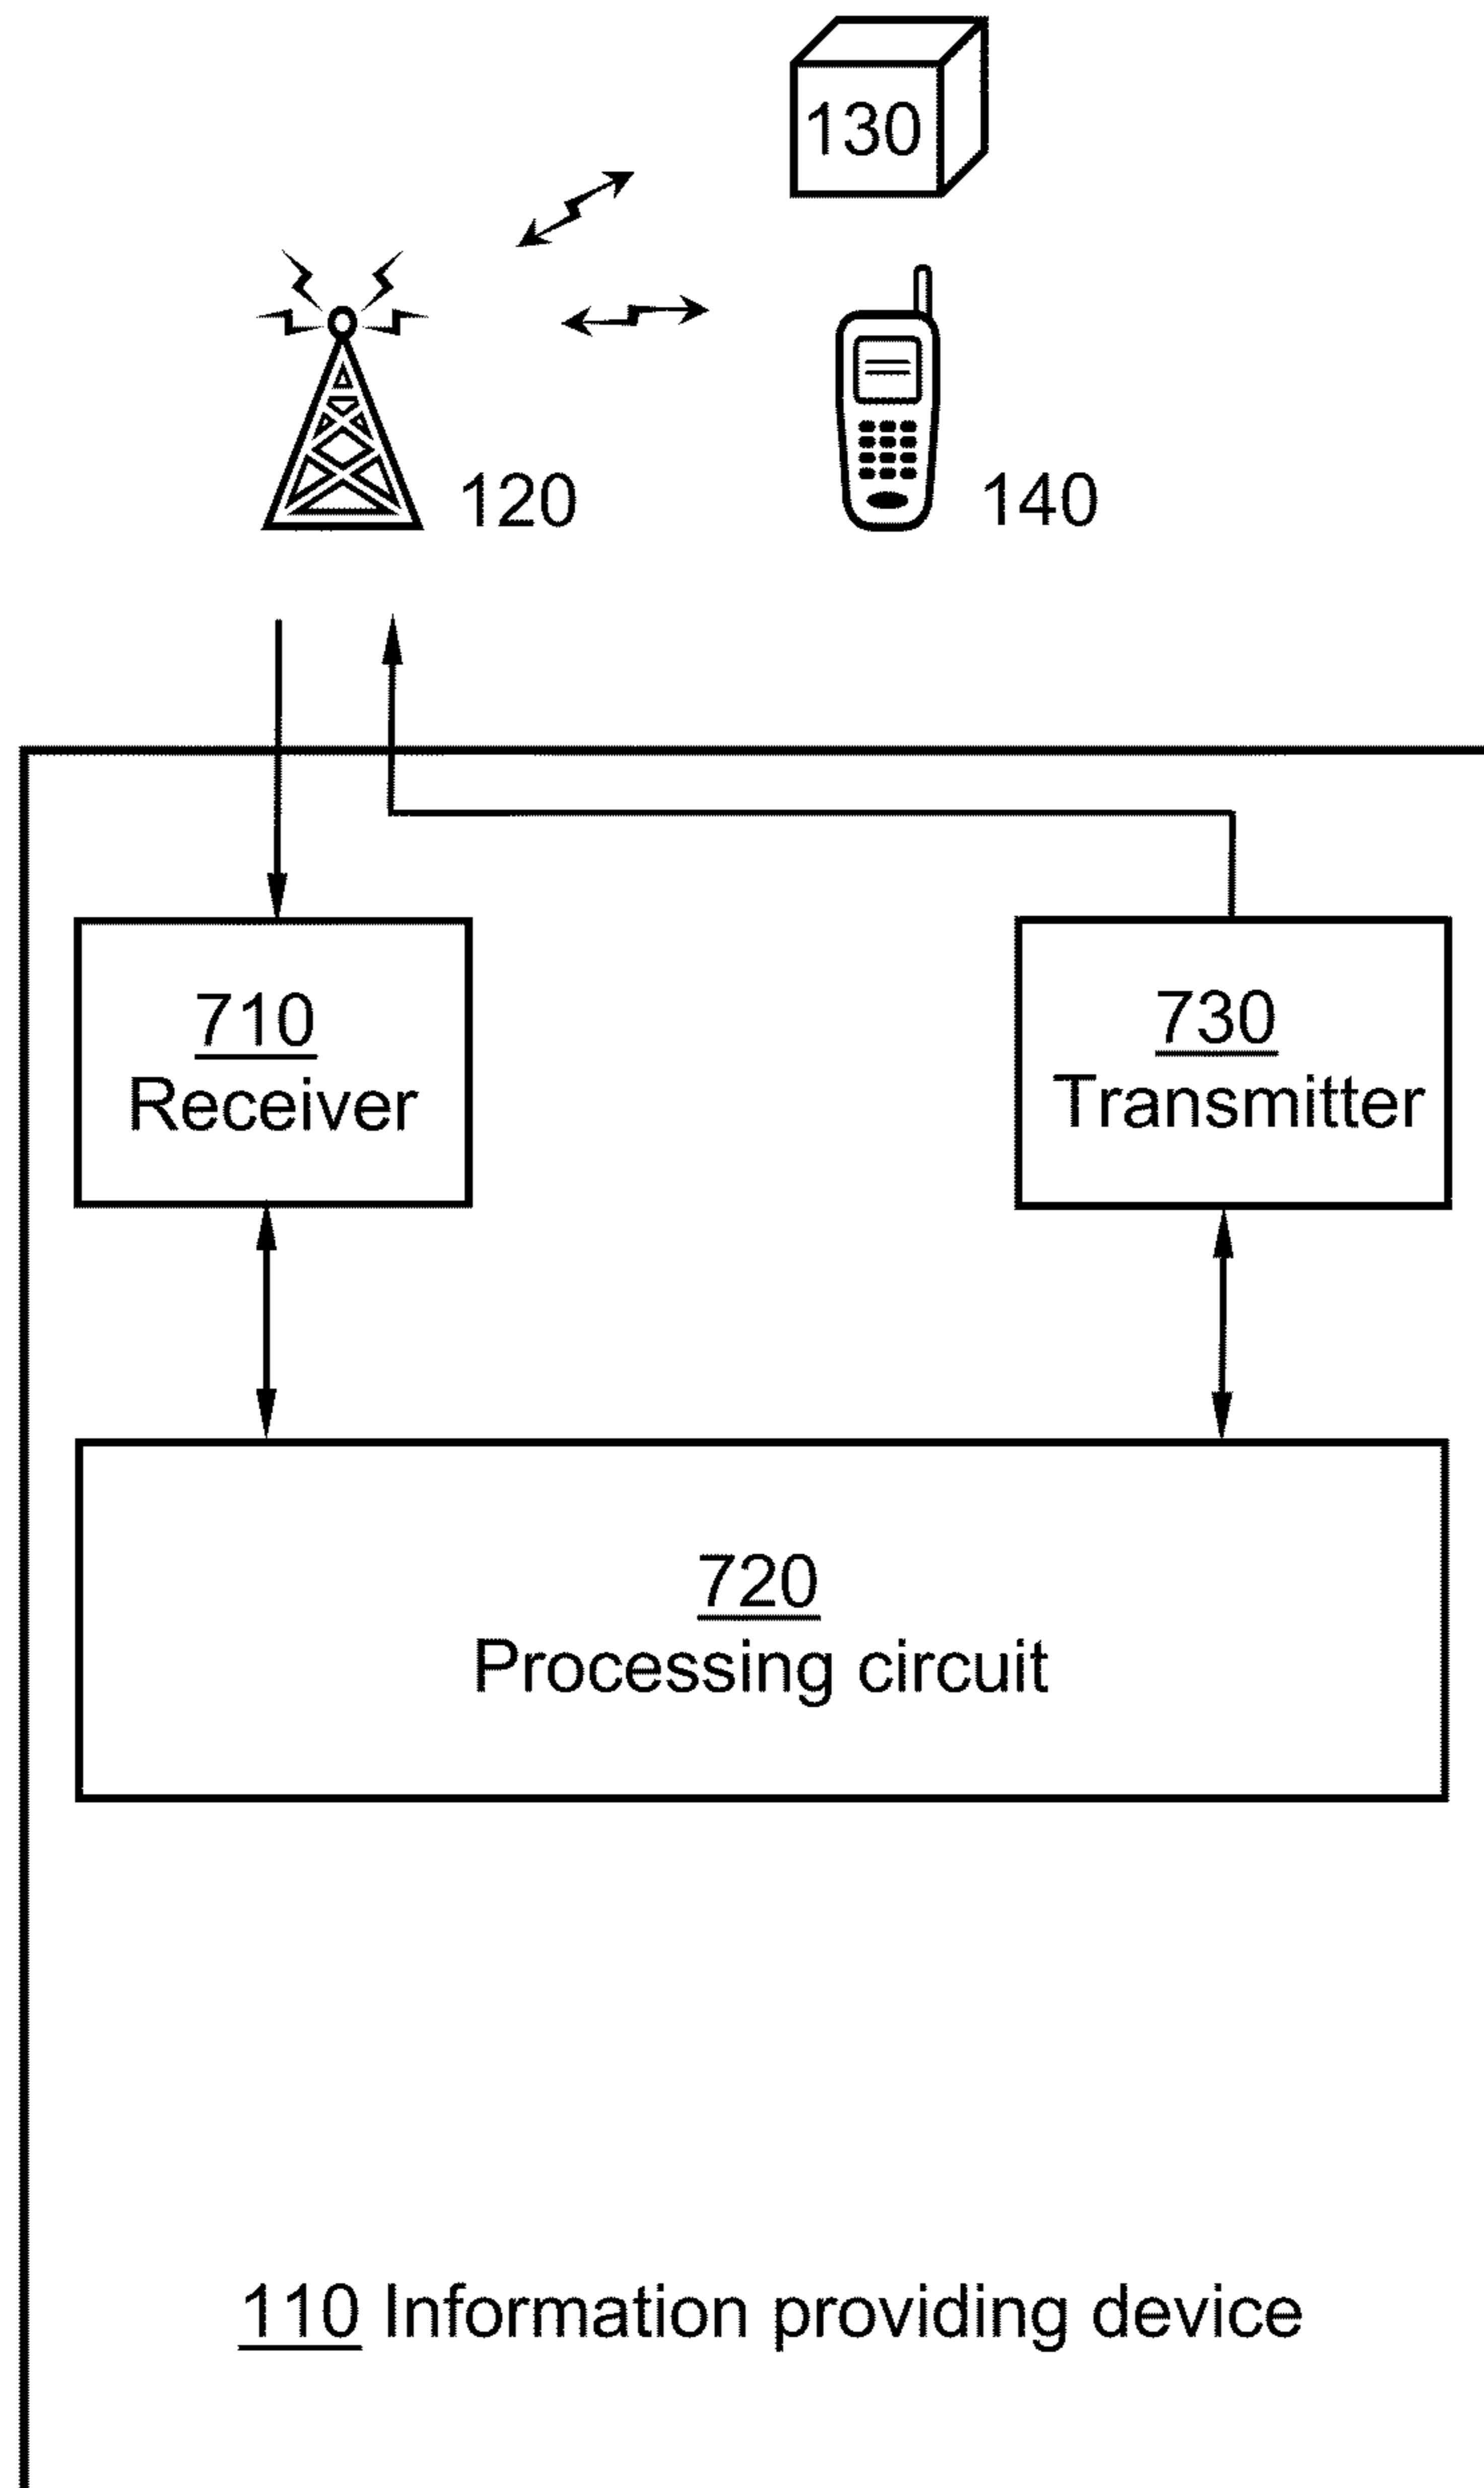 130
120
140
710
Receiver
730
Transmitter
720
Processing circuit
110 Information providing device